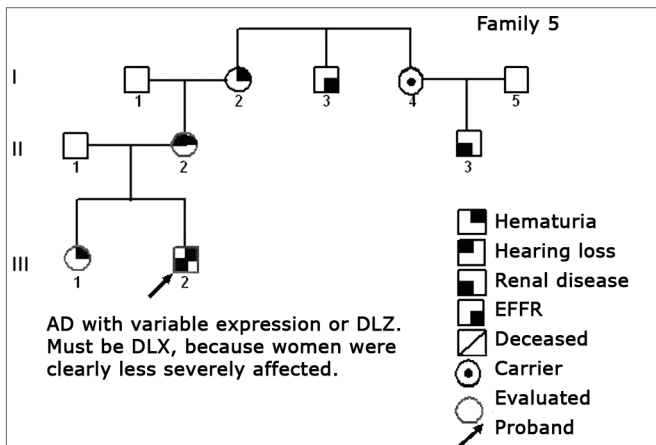 Family 5
I
1
2
3
4
5
II
1
2
3
III
1
2
Hematuria
Hearing loss
Renal disease
EFFR
Deceased
Carrier
Evaluated
Proband
AD with variable expression or DLZ.
Must be DLX, because women were
clearly less severely affected.